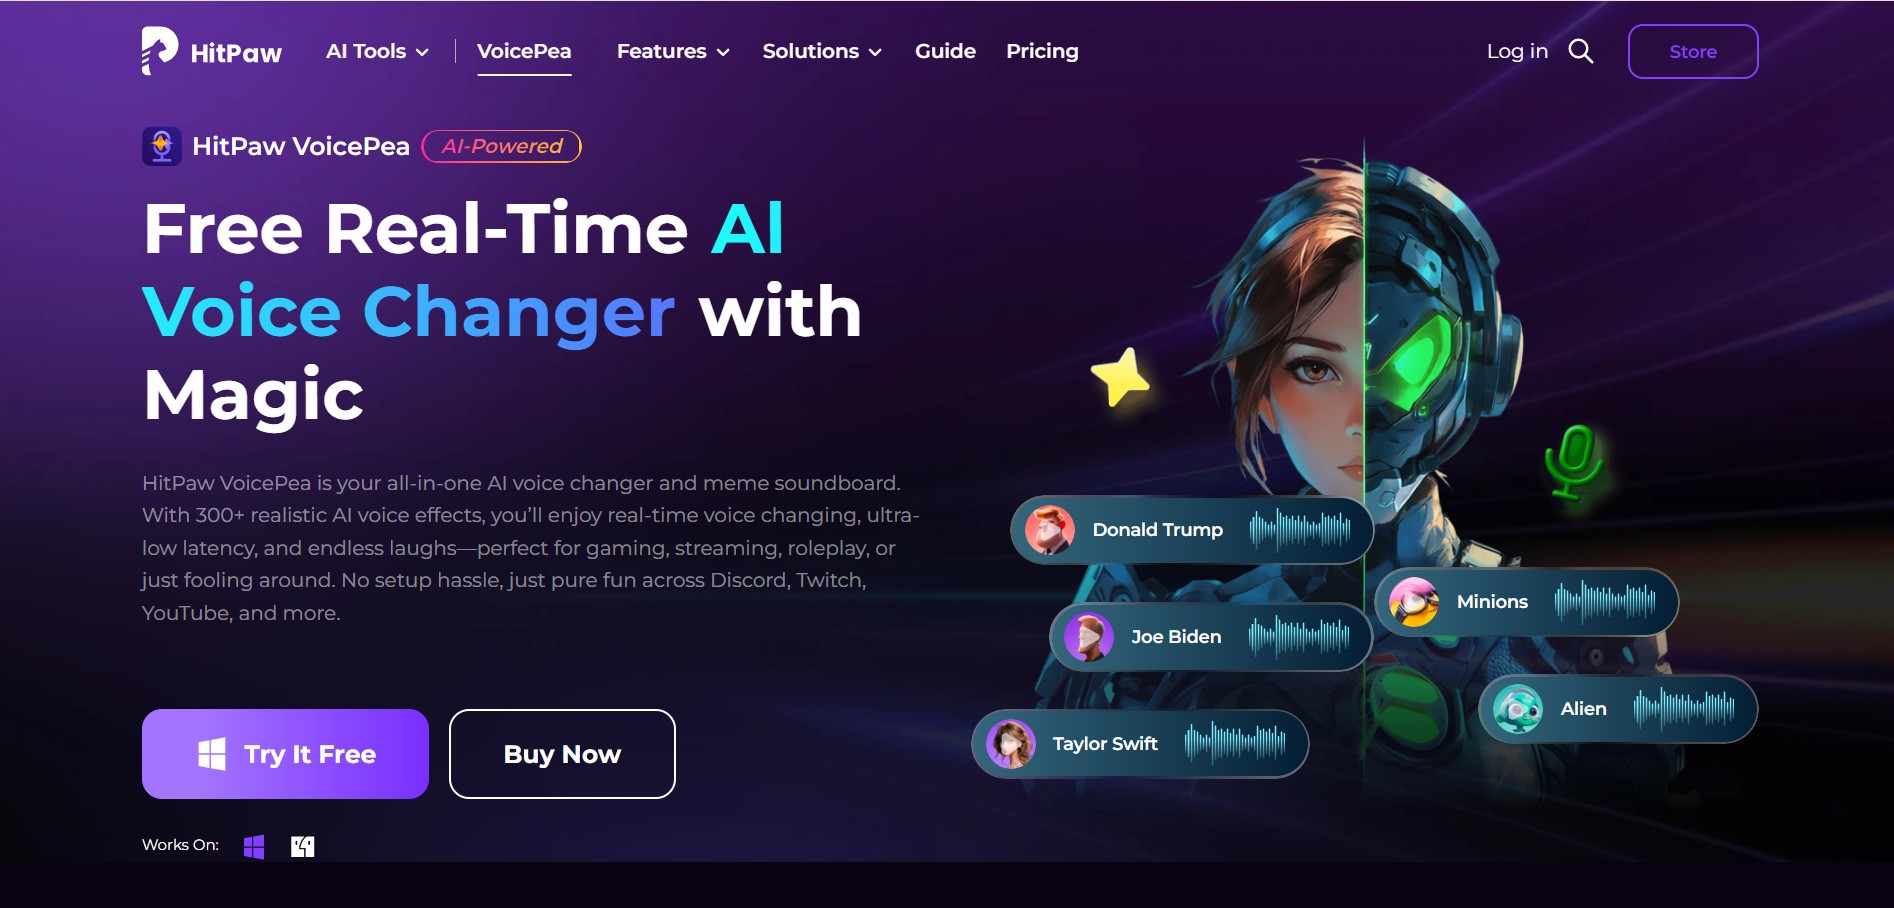 HitPaw
AI Tools
VoicePea
Features
Solutions
Guide
Pricing
Log in
Store
HitPaw VoicePea
AI-Powered
Free Real-Time AI
Voice Changer with
Magic
HitPaw VoicePea is your all-in-one AI voice changer and meme soundboard.
With 300+ realistic AI voice effects, you’ll enjoy real-time voice changing, ultra-
low latency, and endless laughs—perfect for gaming, streaming, roleplay, or
just fooling around. No setup hassle, just pure fun across Discord, Twitch,
YouTube, and more.
Try It Free
Buy Now
Works On:
Donald Trump
Minions
Joe Biden
Alien
Taylor Swift